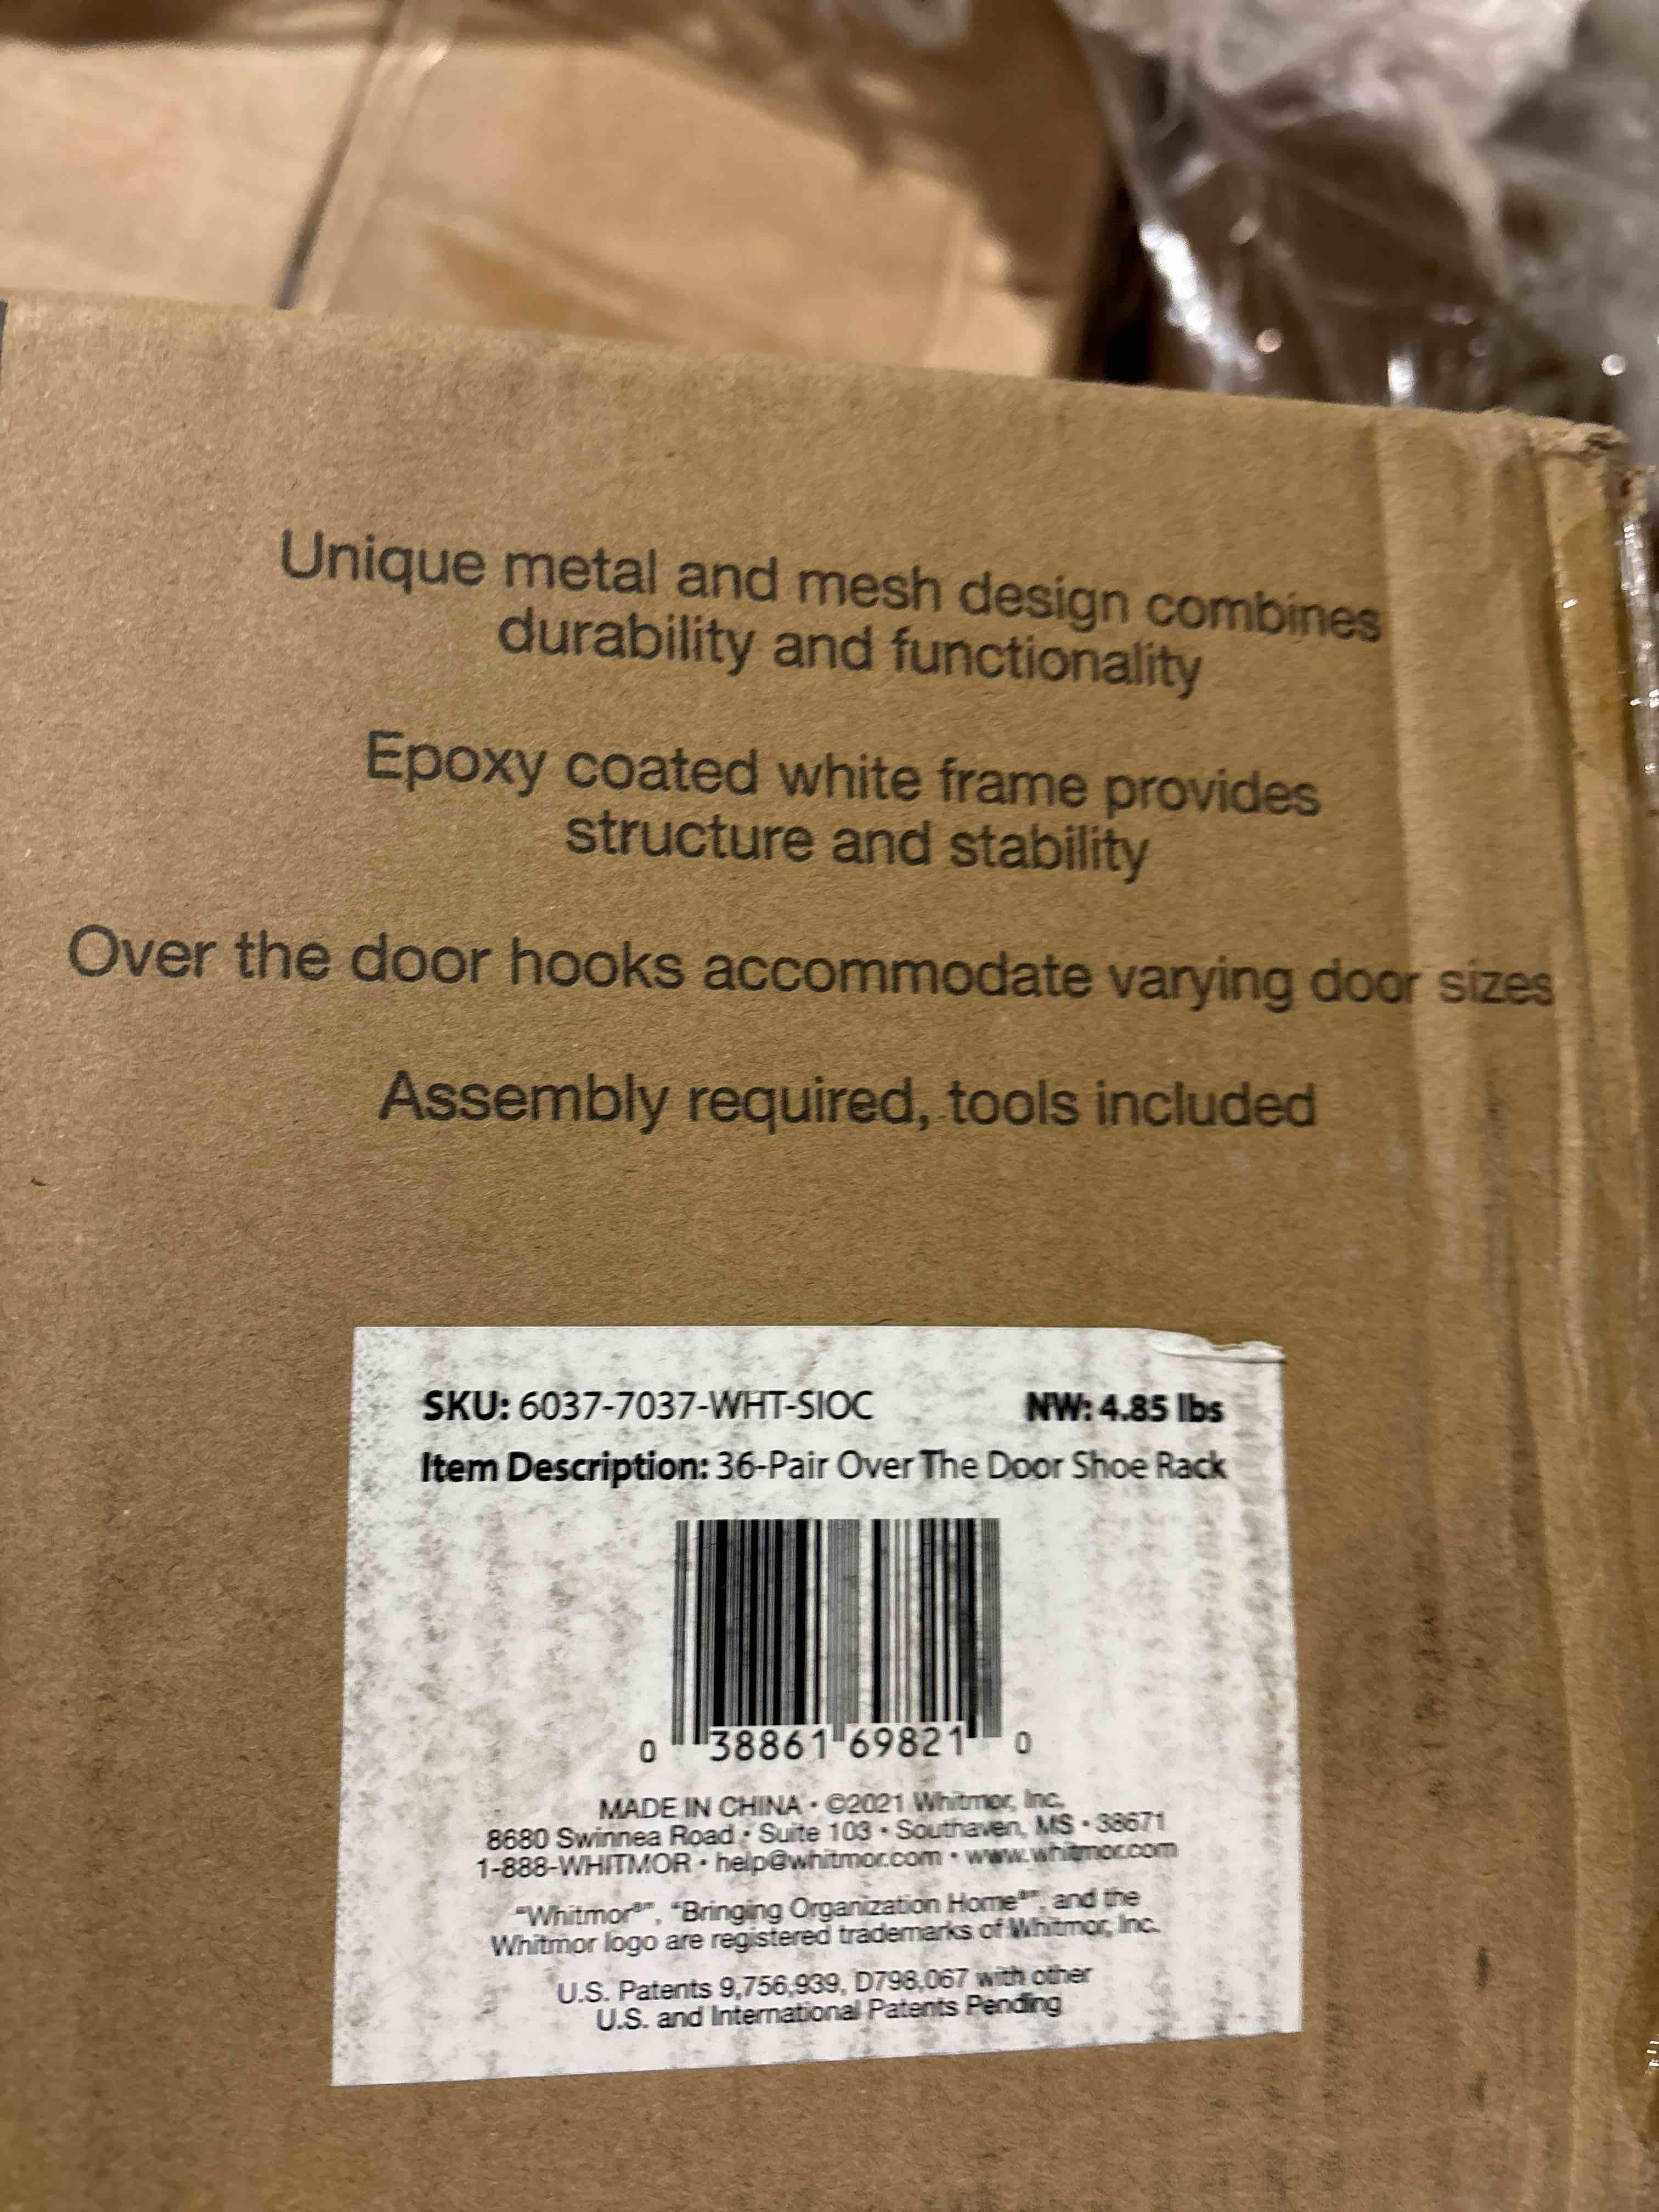 Unique metal and mesh design combines
durability and functionality
Epoxy coated white frame provides
structure and stability
Over the door hooks accommodate varying door sizes
Assembly required, tools included
SKU: 6037-7037-WHT-SIOC NW: 4.85 lbs
Item Description: 36-Pair Over The Door Shoe Rack
0 38861 69821 0
MADE IN CHINA • ©2021 Whitmor, Inc.
8680 Swinnea Road • Suite 103 • Southaven, MS • 38671
1-888-WHITMOR • help@whitmor.com • www.whitmor.com
"Whitmor®", "Bringing Organization Home®", and the
Whitmor logo are registered trademarks of Whitmor, Inc.
U.S. Patents 9,756,939, D798,067 with other
U.S. and International Patents Pending